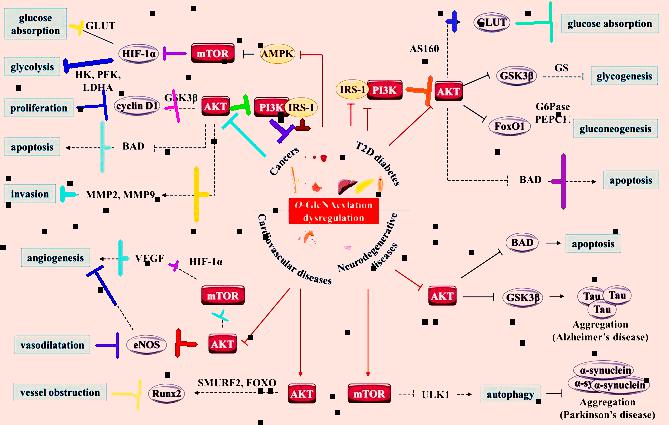 glucose
absorption
GLUT
glycolysis
HIF-1α
mTOR
AMPK
HK, PFK,
LDHA
proliferation
cyclin D1
GSK3β
AKT
PI3K
IRS-1
apoptosis
BAD
invasion
MMP2, MMP9
Cancers
IRS-1
PI3K
AS160
AKT
GLUT
glucose absorption
GSK3β
GS
glycogenesis
FoxO1
G6Pase
gluconeogenesis
BAD
apoptosis
T2D diabetes
dysregulation
Cardiovascular diseases
Neurodegenerative
diseases
angiogenesis
VEGF
HIF-1α
mTOR
vasodilatation
eNOS
AKT
vessel obstruction
Runx2
SMURF2, FOXO
AKT
mTOR
ULK1
autophagy
α-synuclein
α-synuclein
Aggregation
(Parkinson's disease)
AKT
BAD
apoptosis
GSK3β
Tau
Tau
Tau
Aggregation
(Alzheimer's disease)